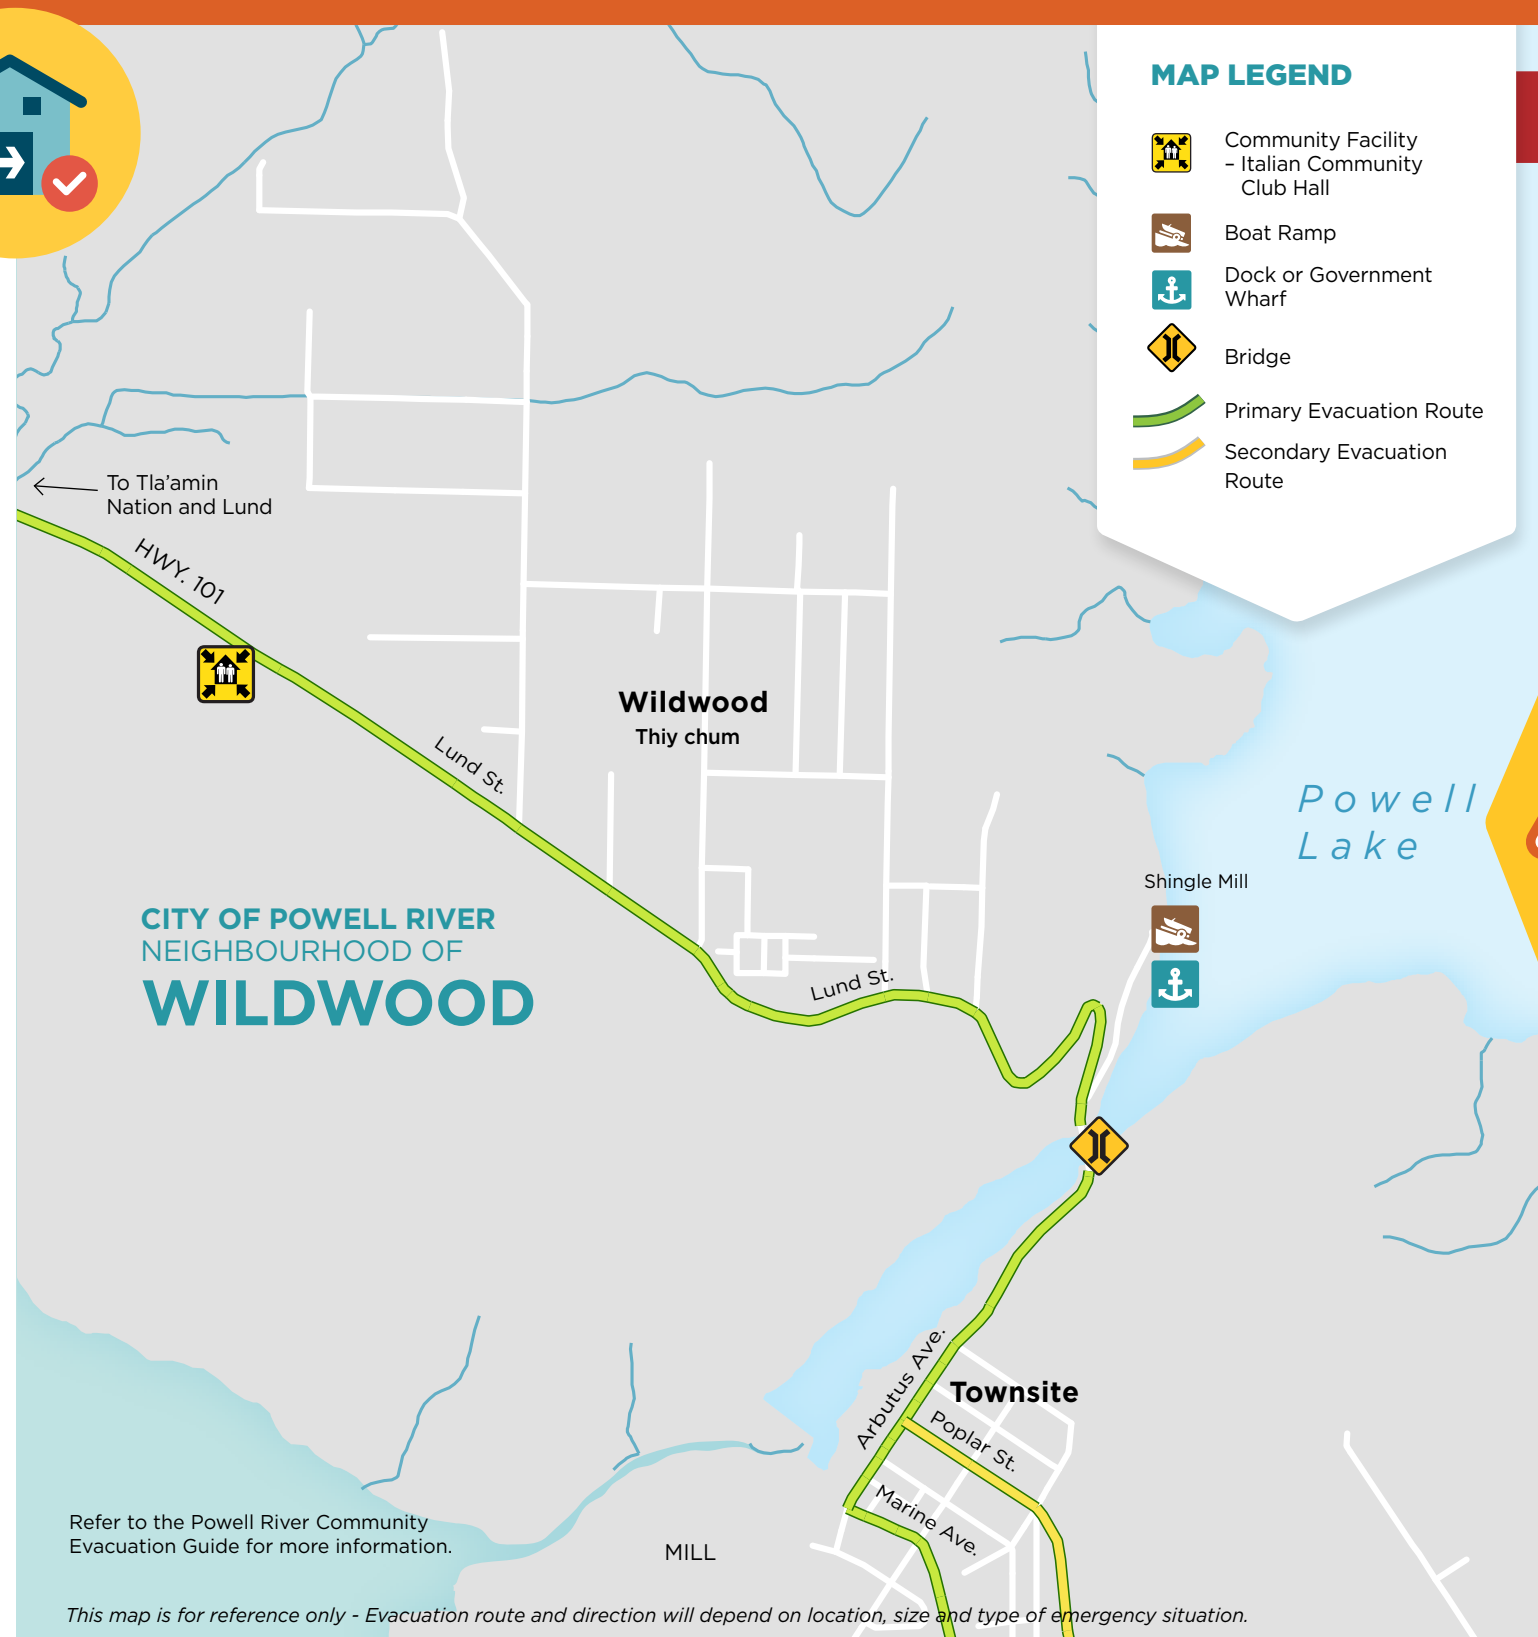 MAP LEGEND
Community Facility
– Italian Community
Club Hall
Boat Ramp
Dock or Government
Wharf
Bridge
Primary Evacuation Route
Secondary Evacuation
Route
To Tla'amin
Nation and Lund
HWY. 101
Lund St.
Wildwood
Thiy chum
Powell
Lake
Shingle Mill
CITY OF POWELL RIVER
NEIGHBOURHOOD OF
WILDWOOD
Lund St.
Arbutus Ave.
Townsite
Poplar St.
Marine Ave.
MILL
Refer to the Powell River Community
Evacuation Guide for more information.
This map is for reference only - Evacuation route and direction will depend on location, size and type of emergency situation.